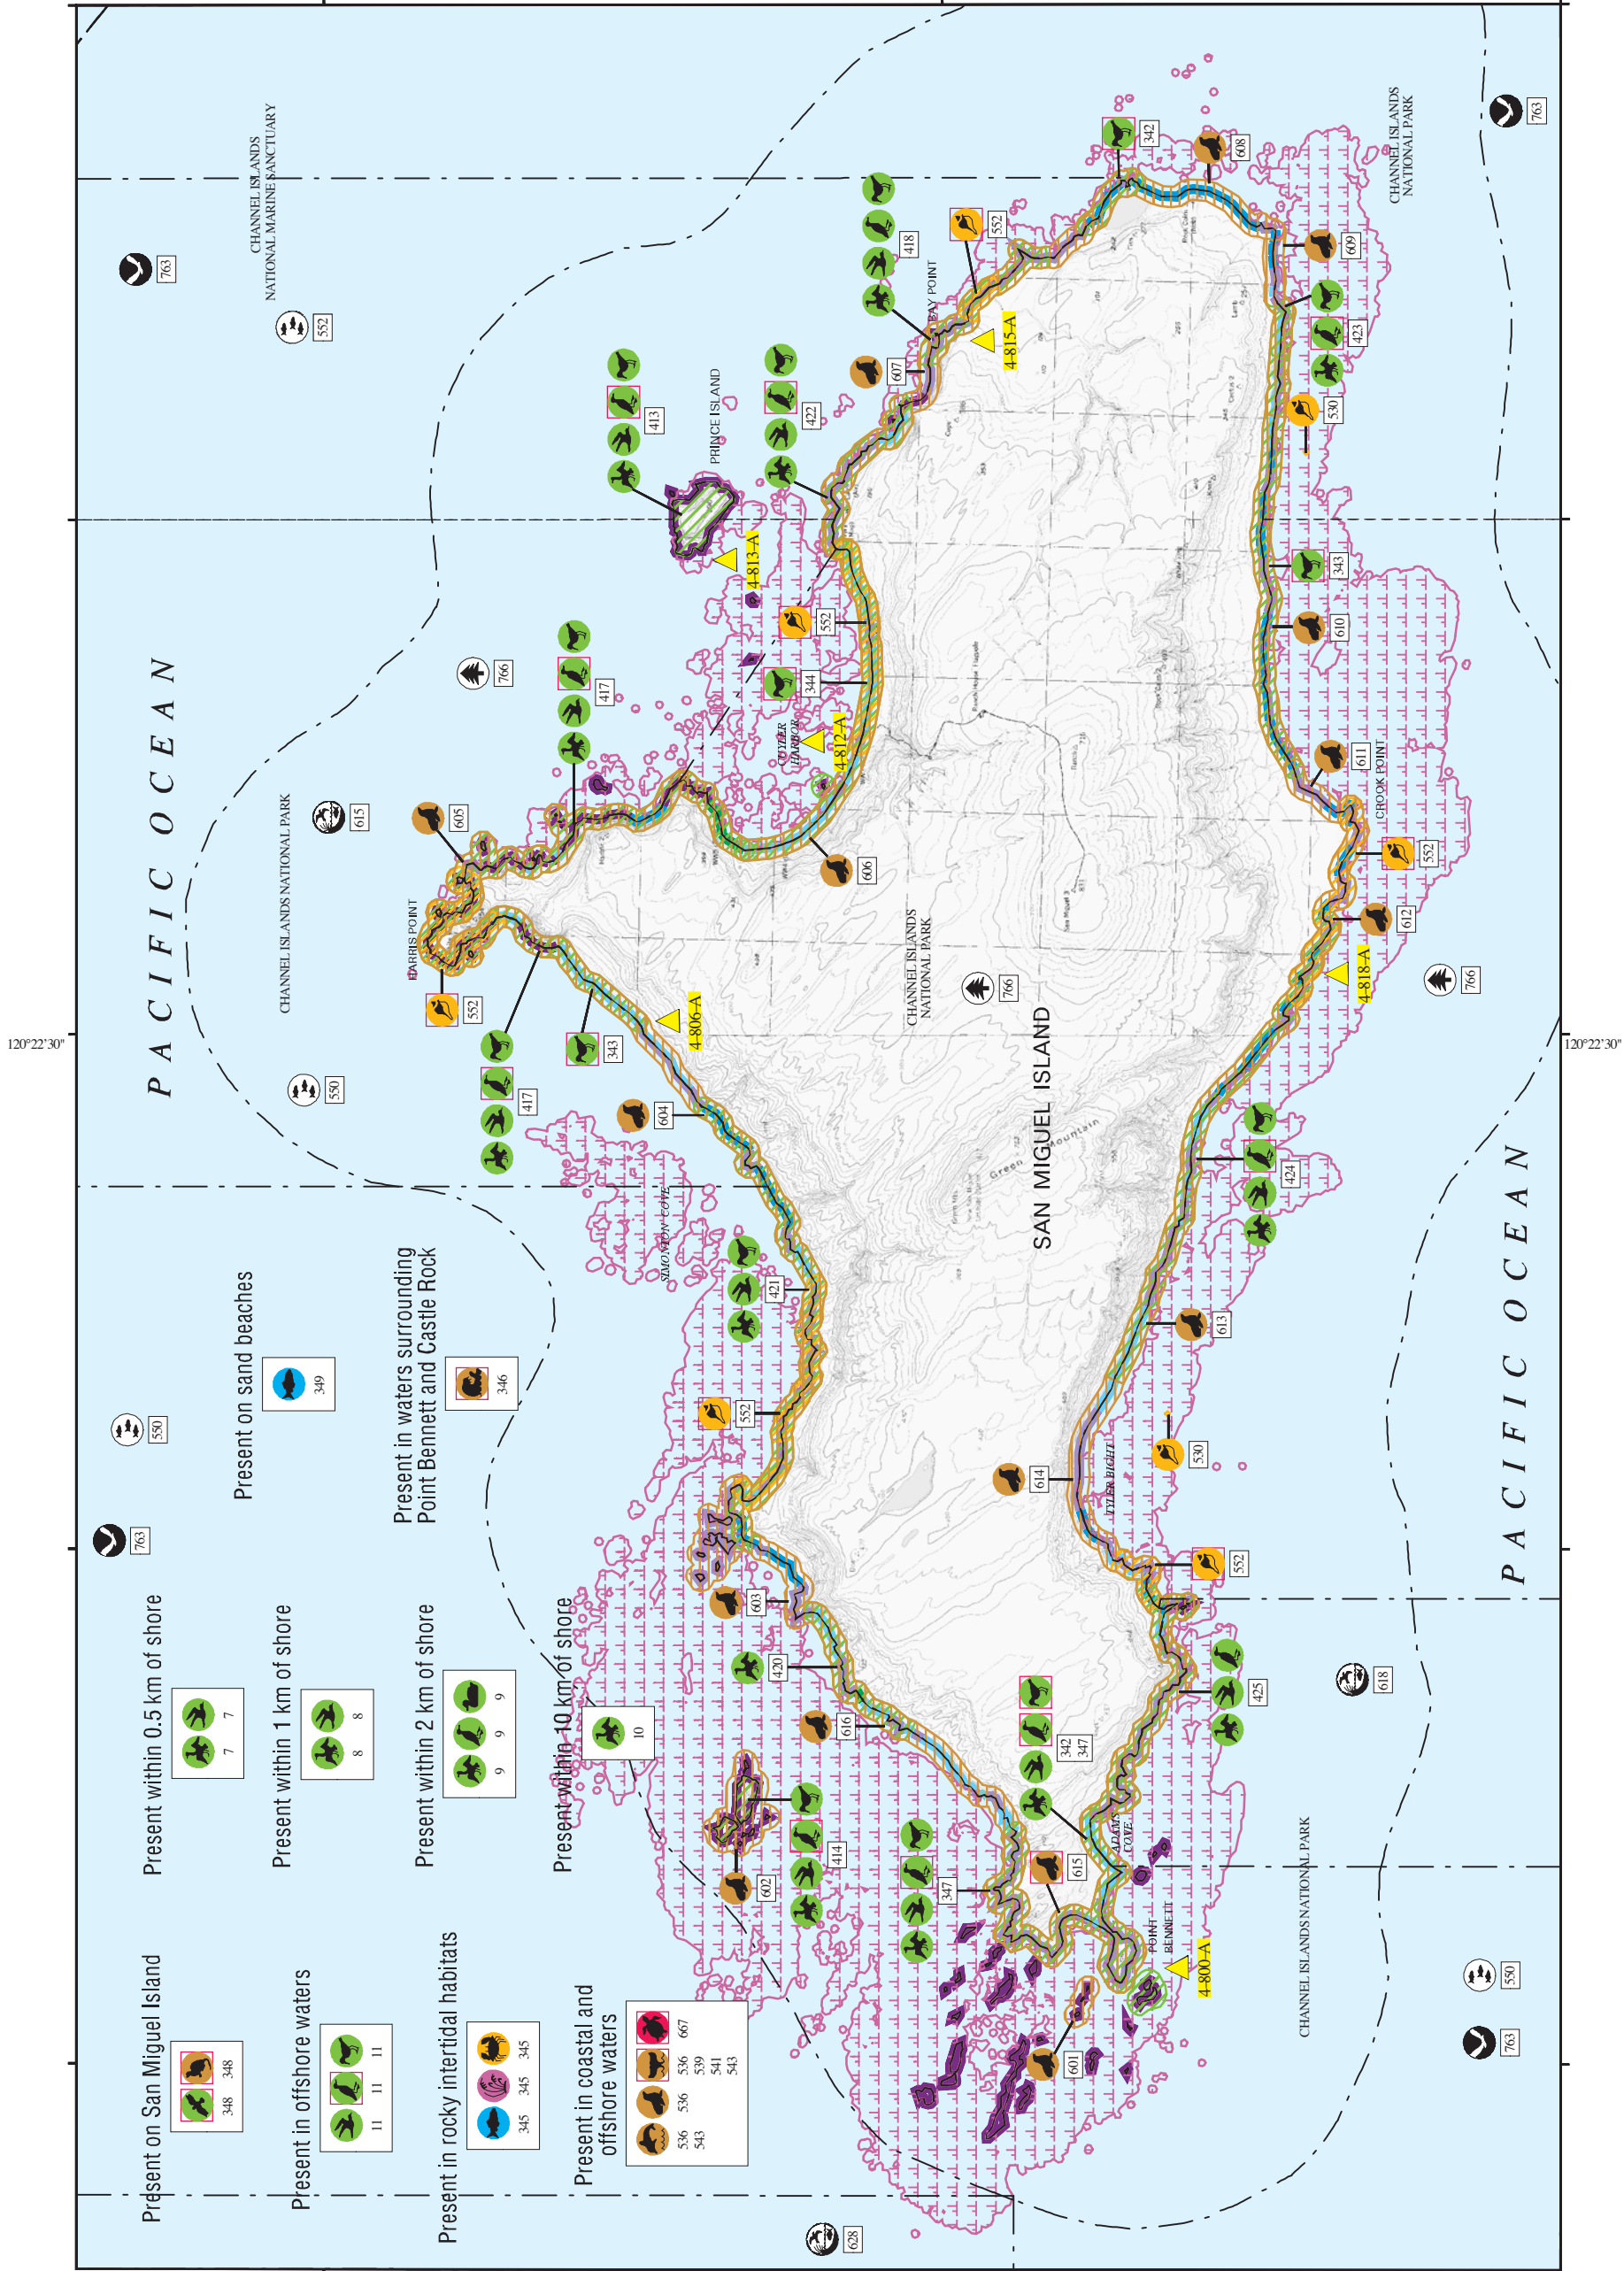 PACIFIC OCEAN
PACIFIC OCEAN
120°22'30"
120°22'30"
SAN MIGUEL ISLAND
Present on San Miguel Island
348
348
Present in offshore waters
11
11
11
Present in rocky intertidal habitats
345
345
345
Present in coastal and
offshore waters
536
543
536
536
539
541
543
667
Present within 0.5 km of shore
7
7
Present within 1 km of shore
8
8
Present within 2 km of shore
9
9
9
Present within 10 km of shore
10
Present on sand beaches
349
Present in waters surrounding
Point Bennett and Castle Rock
346
CHANNEL ISLANDS
NATIONAL MARINE SANCTUARY
CHANNEL ISLANDS NATIONAL PARK
CHANNEL ISLANDS
NATIONAL PARK
CHANNEL ISLANDS
NATIONAL PARK
CHANNEL ISLANDS NATIONAL PARK
HARRIS POINT
PRINCE ISLAND
BAY POINT
CUYLER
HARBOR
SIMONTON COVE
CROOK POINT
TYLER BIGHT
ADAMS
COVE
POINT
BENNETT
Green Mountain
4-800-A
4-806-A
4-812-A
4-813-A
4-815-A
4-818-A
763
763
763
763
552
550
550
550
615
618
628
766
766
766
605
417
417
343
604
552
421
552
603
420
616
602
414
347
342
347
615
601
425
552
530
614
613
424
612
552
611
610
343
530
423
609
608
342
552
418
607
422
413
552
344
606